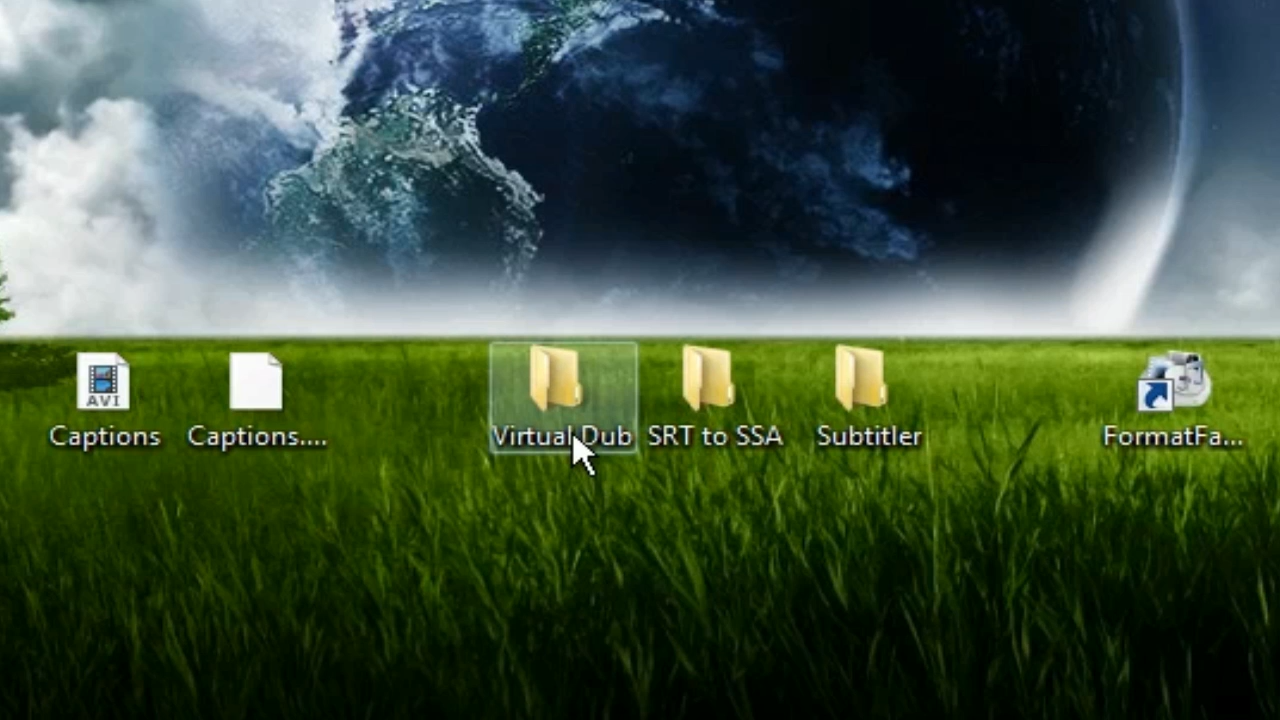 AVI
Captions
Captions....
Virtual Dub
SRT to SSA
Subtitler
FormatFa...